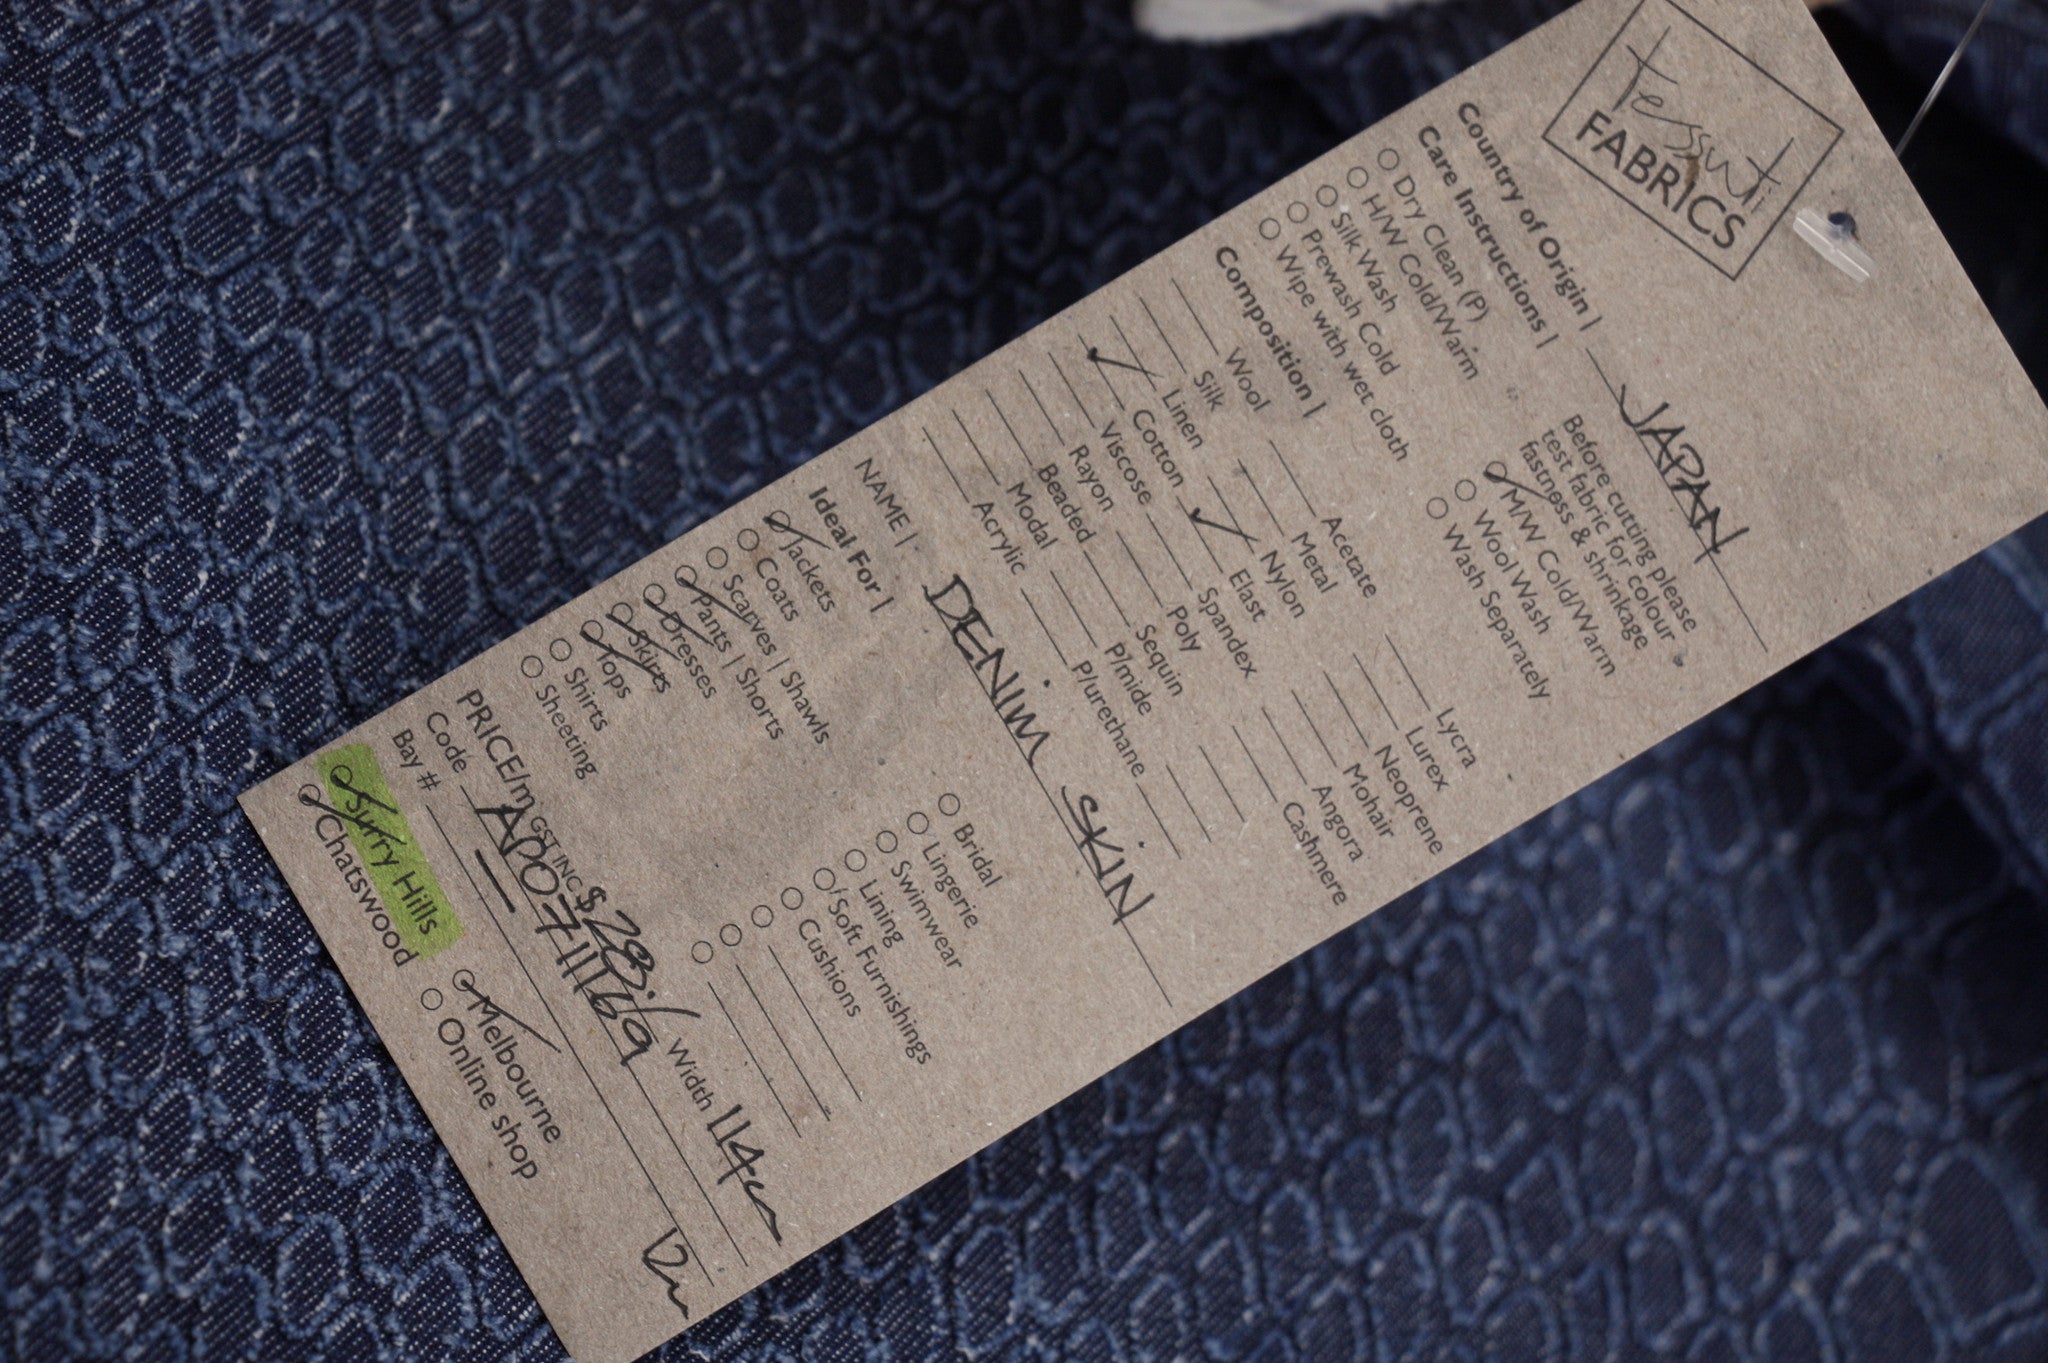 Tessuti
FABRICS
Country of Origin | JAPAN
Care Instructions |
Before cutting please
test fabric for colour
fastness & shrinkage
Dry Clean (P)
H/W Cold/Warm
Silk Wash
Prewash Cold
Wipe with wet cloth
M/W Cold/Warm
Wool Wash
Wash Separately
Composition |
Wool Acetate Lycra
Silk Metal Lurex
Linen Nylon Neoprene
Cotton Elast Mohair
Viscose Spandex Angora
Rayon Poly Cashmere
Beaded Sequin
Modal P/mide
Acrylic P/urethane
NAME | DENIM SKIN
Ideal For |
Jackets Bridal
Coats Lingerie
Scarves | Shawls Swimwear
Pants | Shorts Lining
Dresses /Soft Furnishings
Skirts Cushions
Tops
Shirts
Sheeting
PRICE/m GST INC $28 Width 114cm
Code APO711169
Bay # —
Surry Hills Melbourne
Chatswood Online shop